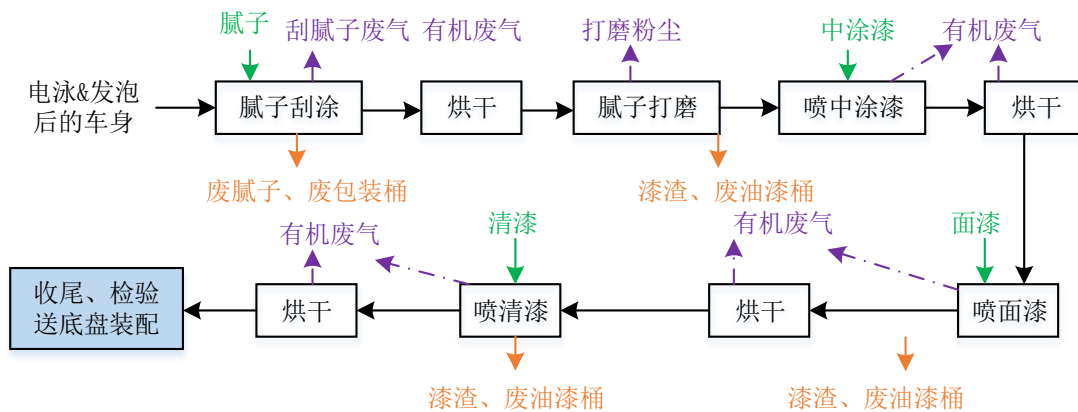 腻子
刮腻子废气 有机废气
打磨粉尘
中涂漆
有机废气
电泳&发泡
后的车身
腻子刮涂
烘干
腻子打磨
喷中涂漆
烘干
废腻子、废包装桶
漆渣、废油漆桶
有机废气
清漆
有机废气
面漆
收尾、检验
送底盘装配
烘干
喷清漆
烘干
喷面漆
漆渣、废油漆桶
漆渣、废油漆桶